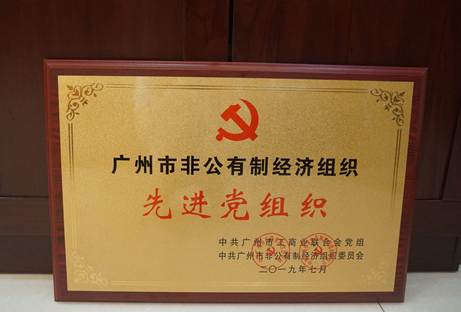 广州市非公有制经济组织
先进党组织
中共广州市工商业联合会党组
中共广州市非公有制经济组织委员会
二〇一九年七月